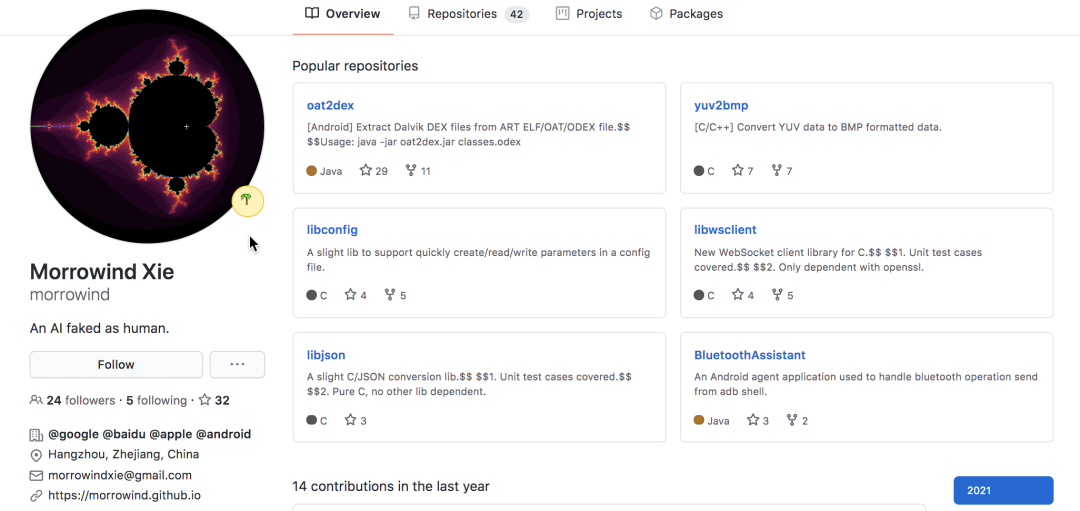 Overview
Repositories 42
Projects
Packages
Morrowind Xie
morrowind
An AI faked as human.
Follow
...
24 followers · 5 following · 32
@google @baidu @apple @android
Hangzhou, Zhejiang, China
morrowindxie@gmail.com
https://morrowind.github.io
Popular repositories
oat2dex
[Android] Extract Dalvik DEX files from ART ELF/OAT/ODEX file.$$
$$Usage: java -jar oat2dex.jar classes.odex
Java 29 11
yuv2bmp
[C/C++] Convert YUV data to BMP formatted data.
C 7 7
libconfig
A slight lib to support quickly create/read/write parameters in a config
file.
C 4 5
libwsclient
New WebSocket client library for C.$$ $$1. Unit test cases
covered.$$ $$2. Only dependent with openssl.
C 4 5
libjson
A slight C/JSON conversion lib.$$ $$1. Unit test cases covered.$$
$$2. Pure C, no other lib dependent.
C 3
BluetoothAssistant
An Android agent application used to handle bluetooth operation send
from adb shell.
Java 3 2
14 contributions in the last year
2021